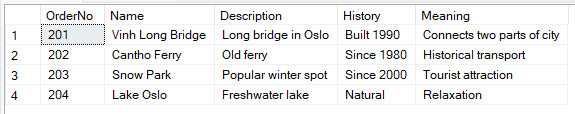 OrderNo Name Description History Meaning
1 201 Vinh Long Bridge Long bridge in Oslo Built 1990 Connects two parts of city
2 202 Cantho Ferry Old ferry Since 1980 Historical transport
3 203 Snow Park Popular winter spot Since 2000 Tourist attraction
4 204 Lake Oslo Freshwater lake Natural Relaxation